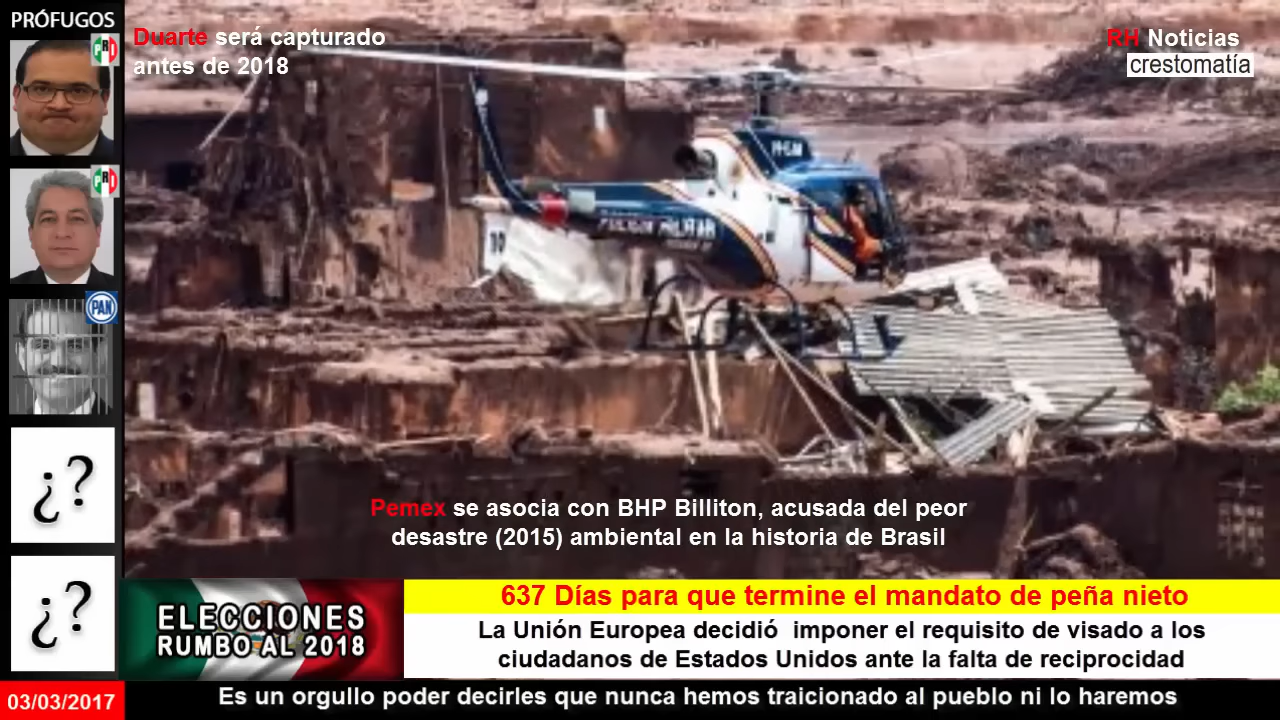 PRÓFUGOS
PRI
PRI
PAN
¿?
¿?
Duarte será capturado
antes de 2018
RH Noticias
crestomatía
Pemex se asocia con BHP Billiton, acusada del peor
desastre (2015) ambiental en la historia de Brasil
ELECCIONES
RUMBO AL 2018
637 Días para que termine el mandato de peña nieto
La Unión Europea decidió imponer el requisito de visado a los
ciudadanos de Estados Unidos ante la falta de reciprocidad
03/03/2017
Es un orgullo poder decirles que nunca hemos traicionado al pueblo ni lo haremos